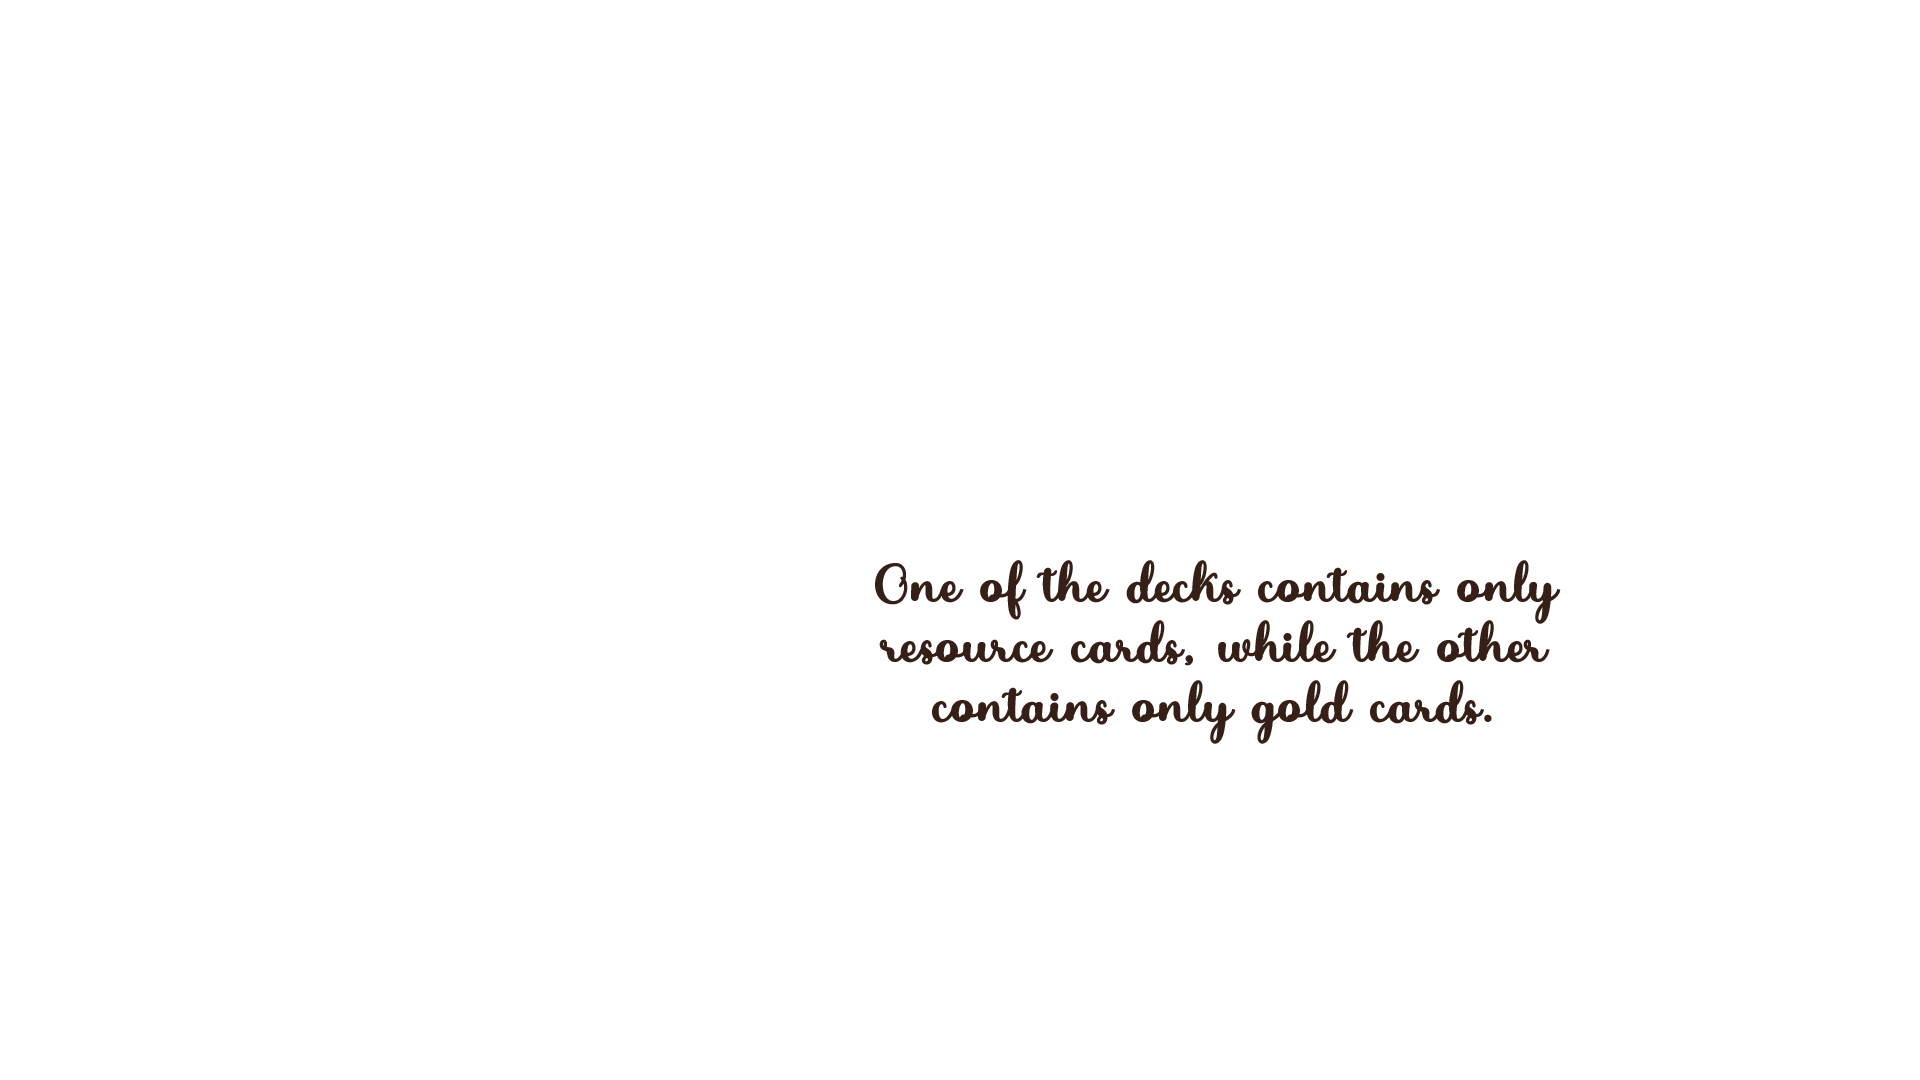 One of the decks contains only
resource cards, while the other
contains only gold cards.